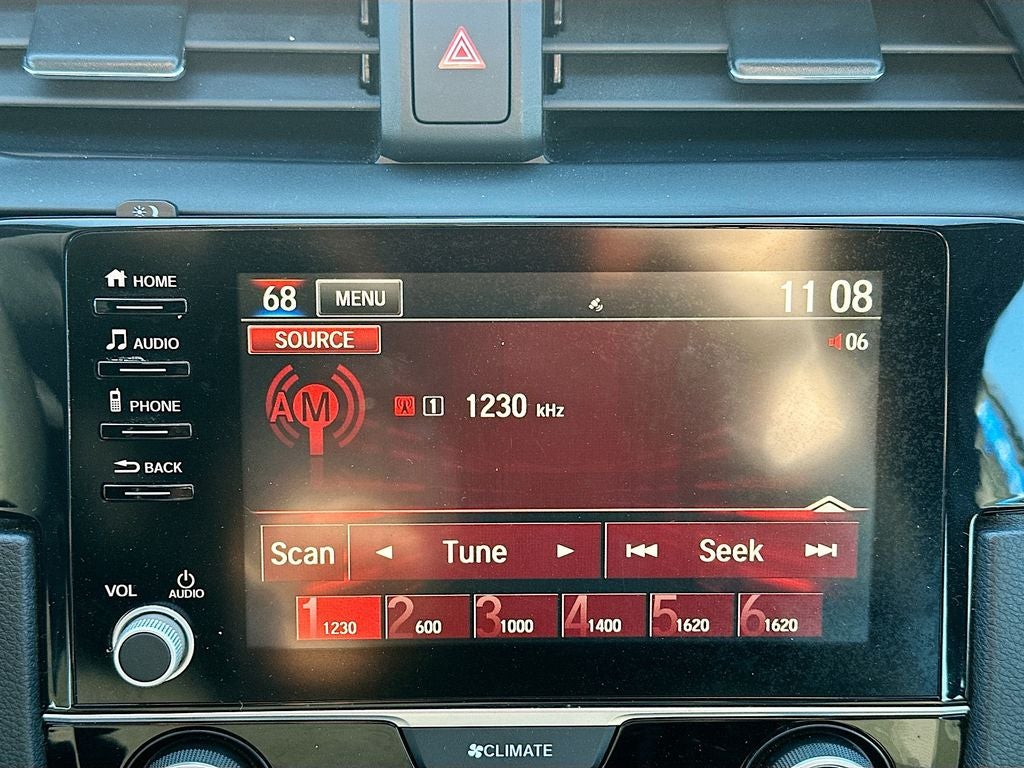 HOME
68 MENU 11 08
AUDIO
SOURCE 06
PHONE
AM 1 1230 kHz
BACK
Scan Tune Seek
VOL AUDIO
1 1230 2 600 3 1000 4 1400 5 1620 6 1620
CLIMATE